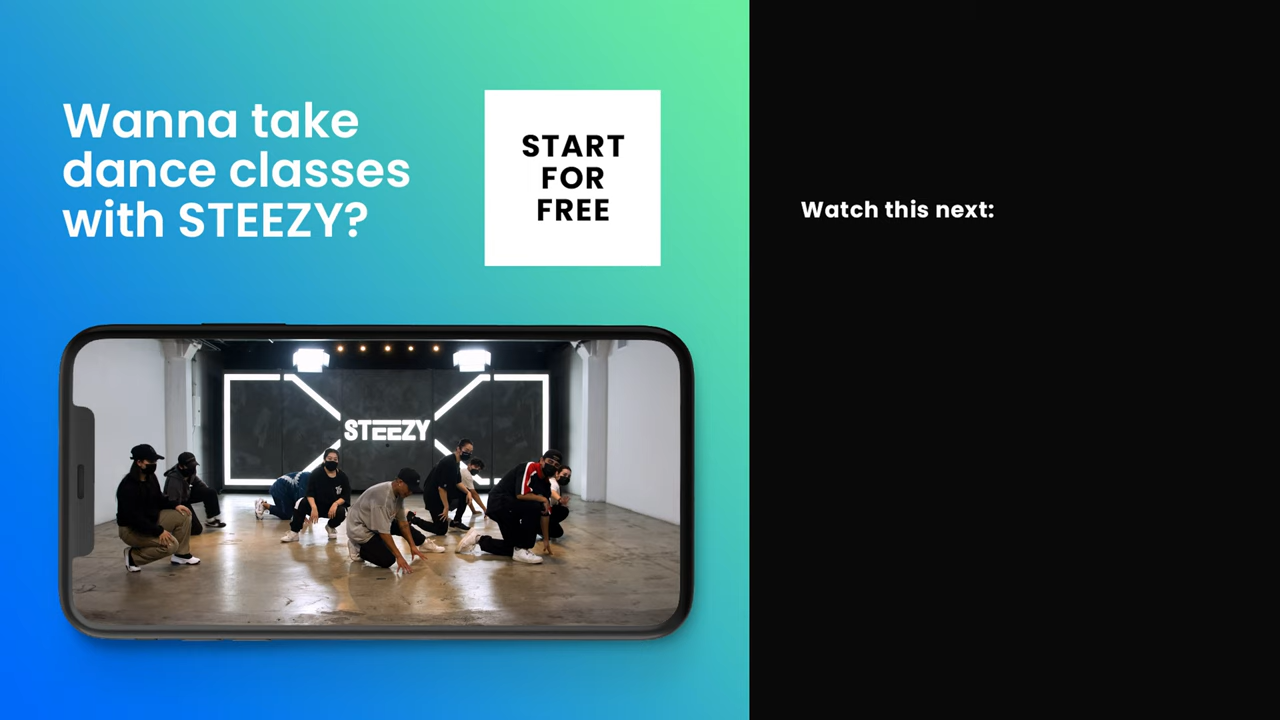 Wanna take
dance classes
with STEEZY?
START
FOR
FREE
Watch this next:
STEEZY